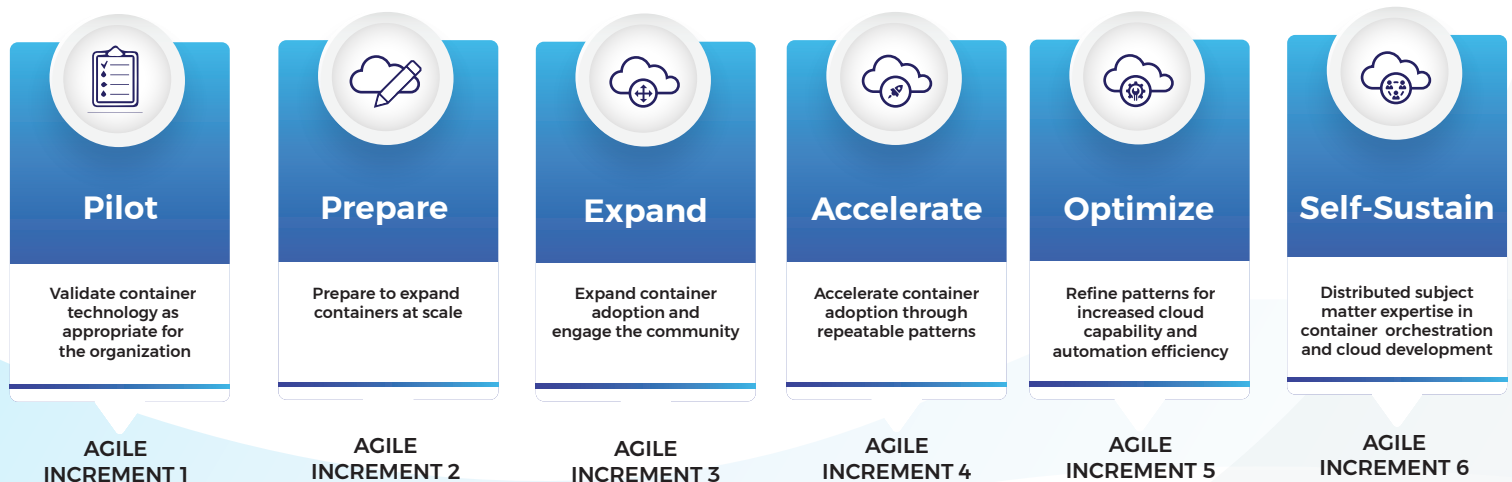 Pilot
Validate container
technology as
appropriate for
the organization
AGILE
INCREMENT 1
Prepare
Prepare to expand
containers at scale
AGILE
INCREMENT 2
Expand
Expand container
adoption and
engage the community
AGILE
INCREMENT 3
Accelerate
Accelerate container
adoption through
repeatable patterns
AGILE
INCREMENT 4
Optimize
Refine patterns for
increased cloud
capability and
automation efficiency
AGILE
INCREMENT 5
Self-Sustain
Distributed subject
matter expertise in
container orchestration
and cloud development
AGILE
INCREMENT 6